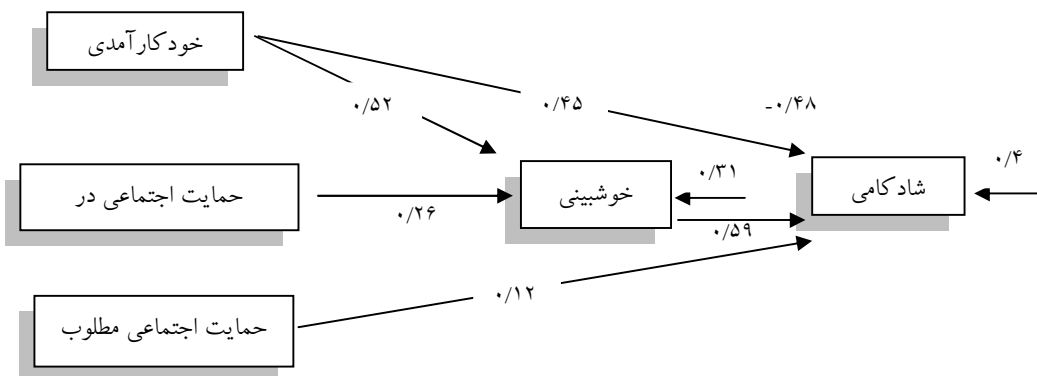 خودکارآمدی
۰/۵۲
۰/۴۵
-۰/۴۸
حمایت اجتماعی در
۰/۲۶
خوشبینی
۰/۳۱
۰/۵۹
شادکامی
۰/۴
۰/۱۲
حمایت اجتماعی مطلوب